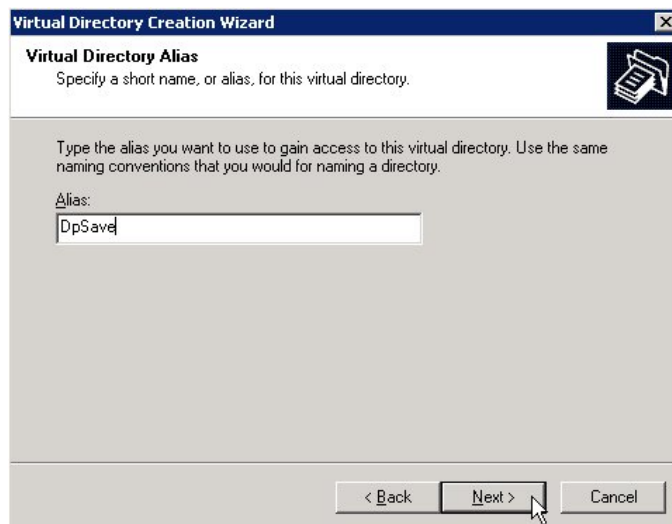 Virtual Directory Creation Wizard
Virtual Directory Alias
Specify a short name, or alias, for this virtual directory.
Type the alias you want to use to gain access to this virtual directory. Use the same
naming conventions that you would for naming a directory.
Alias:
DpSave
< Back Next > Cancel